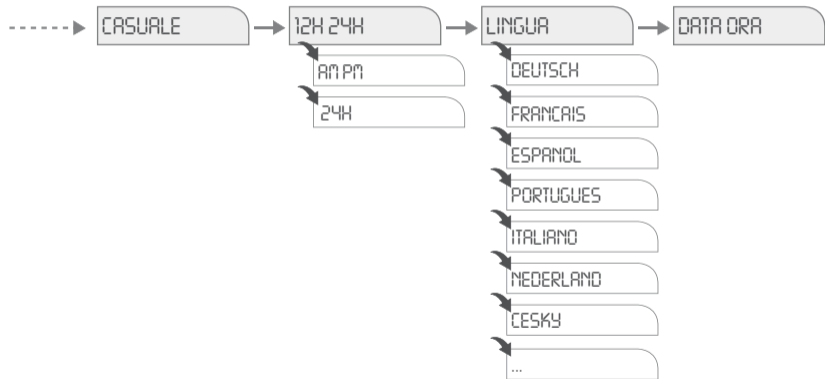 CASUALE
12H 24H
LINGUA
DATA ORA
AM PM
24H
DEUTSCH
FRANCAIS
ESPANOL
PORTUGUES
ITALIANO
NEDERLAND
CESKY
...